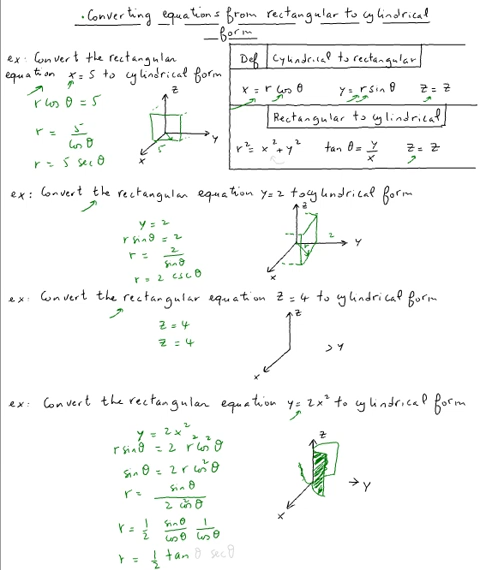 . Converting equations from rectangular to cylindrical form
ex: Convert the rectangular
equation x = 5 to cylindrical form
r cos θ = 5
r = 5/cos θ
r = 5 sec θ
z
y
x
5
Def Cylindrical to rectangular
x = r cos θ y = r sin θ z = z
Rectangular to cylindrical
r² = x² + y² tan θ = y/x z = z
ex: Convert the rectangular equation y = 2 to cylindrical form
y = 2
r sin θ = 2
r = 2/sin θ
r = 2 csc θ
z
2
y
x
ex: Convert the rectangular equation z = 4 to cylindrical form
z = 4
z = 4
z
y
x
ex: Convert the rectangular equation y = 2x² to cylindrical form
y = 2x²
r sin θ = 2 r² cos² θ
sin θ = 2 r cos² θ
r = sin θ/2 cos² θ
r = 1/2 sin θ/cos θ 1/cos θ
r = 1/2 tan θ sec θ
z
y
x